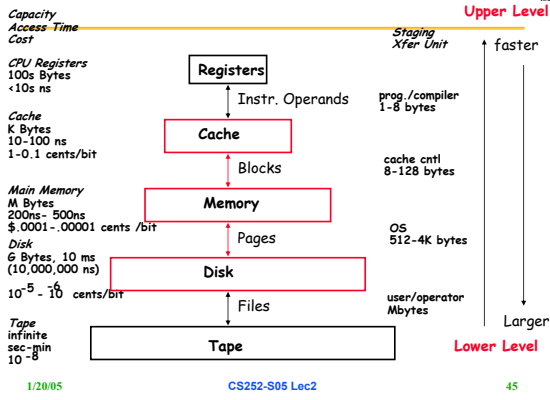 Upper Level
Capacity
Access Time
Cost
Staging
Xfer Unit
faster
CPU Registers
100s Bytes
<10s ns
Registers
Instr. Operands
prog./compiler
1-8 bytes
Cache
K Bytes
10-100 ns
1-0.1 cents/bit
Cache
Blocks
cache cntl
8-128 bytes
Main Memory
M Bytes
200ns- 500ns
$.0001-.00001 cents /bit
Memory
Pages
OS
512-4K bytes
Disk
G Bytes, 10 ms
(10,000,000 ns)
10 -5 - 10 -6 cents/bit
Disk
Files
user/operator
Mbytes
Tape
infinite
sec-min
10 -8
Tape
Larger
Lower Level
1/20/05
CS252-S05 Lec2
45